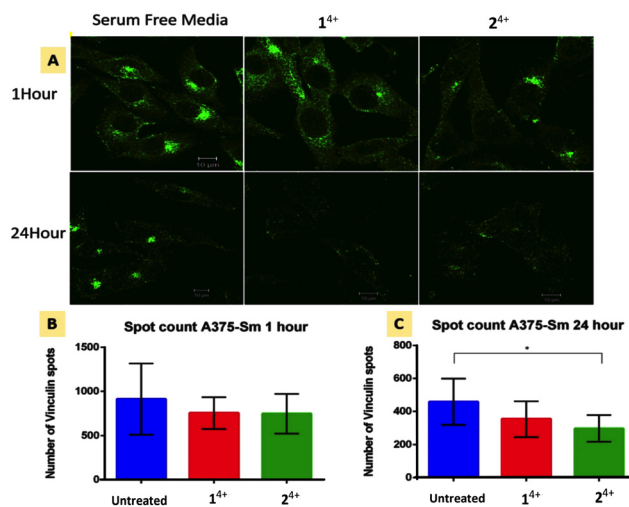 Serum Free Media 1⁴⁺ 2⁴⁺
A
1Hour
10 µm
24Hour
B
Spot count A375-Sm 1 hour
Number of Vinculin spots
1500
1000
500
0
Untreated 1⁴⁺ 2⁴⁺
C
Spot count A375-Sm 24 hour
*
Number of Vinculin spots
800
600
400
200
0
Untreated 1⁴⁺ 2⁴⁺